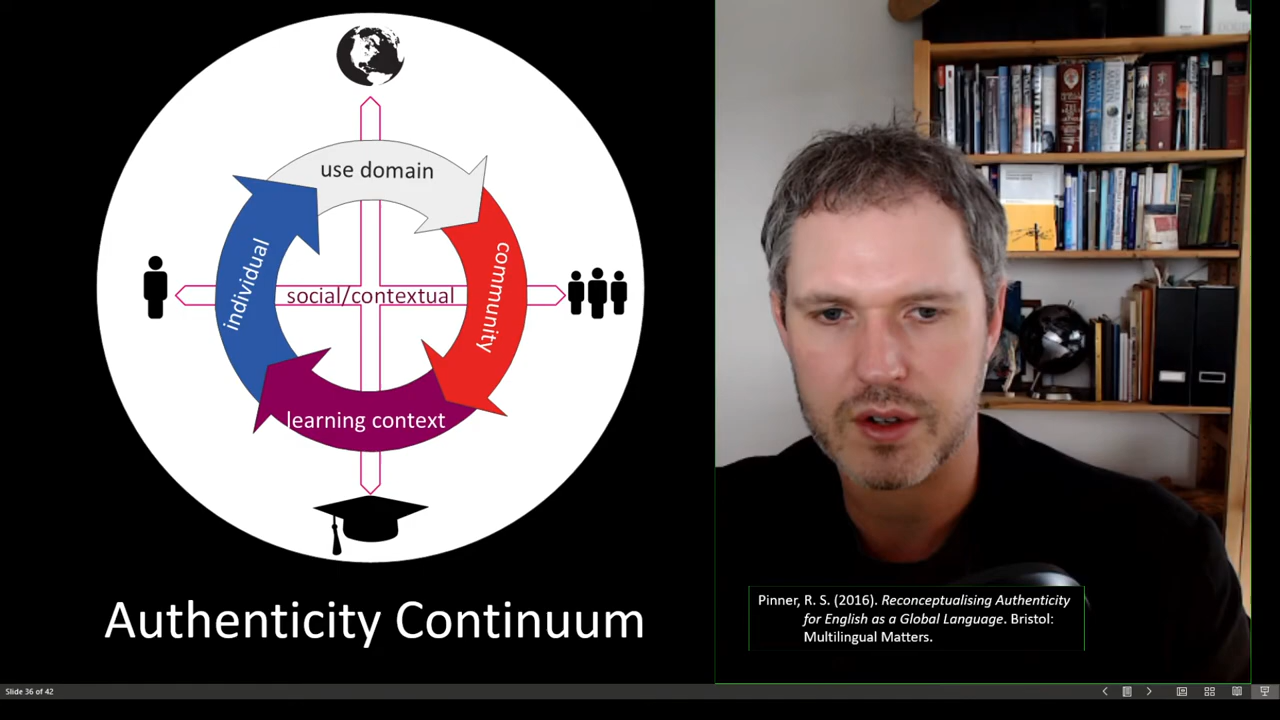 use domain
individual
social/contextual
community
learning context
Authenticity Continuum
Pinner, R. S. (2016). Reconceptualising Authenticity
for English as a Global Language. Bristol:
Multilingual Matters.
Slide 36 of 42